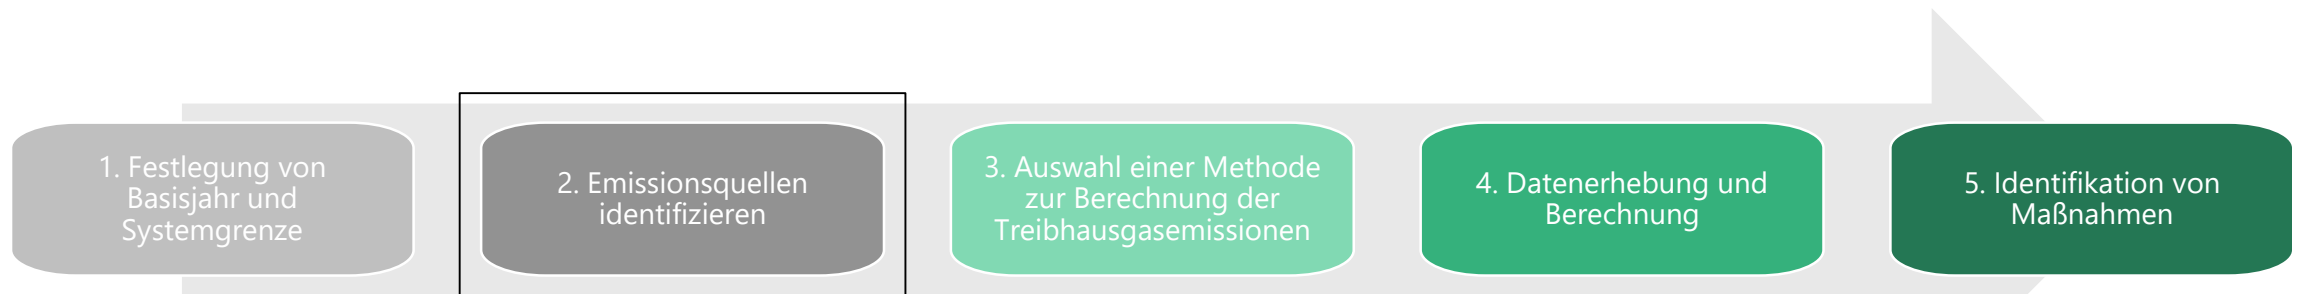 1. Festlegung von
Basisjahr und
Systemgrenze
2. Emissionsquellen
identifizieren
3. Auswahl einer Methode
zur Berechnung der
Treibhausgasemissionen
4. Datenerhebung und
Berechnung
5. Identifikation von
Maßnahmen